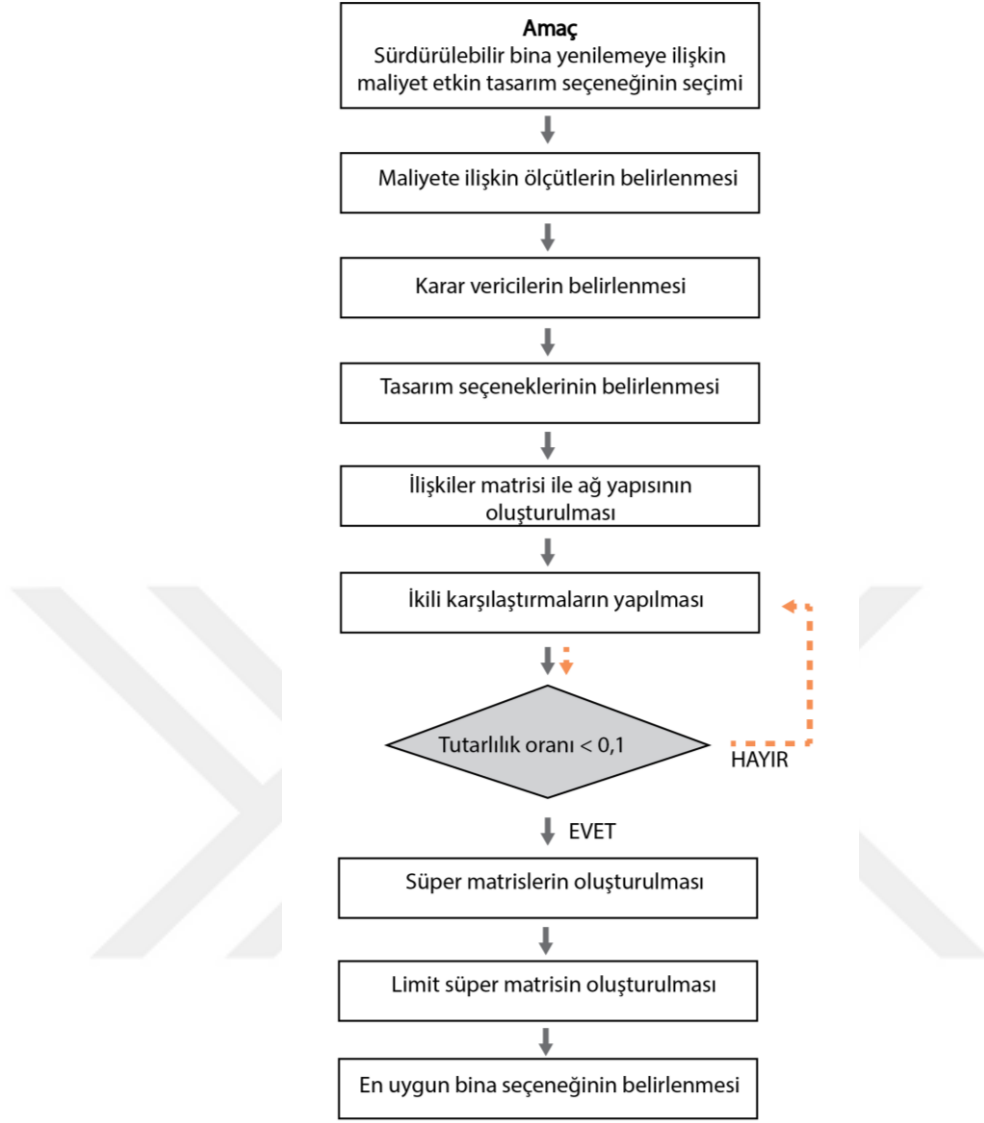 Amaç
Sürdürülebilir bina yenilemeye ilişkin
maliyet etkin tasarım seçeneğinin seçimi
Maliyete ilişkin ölçütlerin belirlenmesi
Karar vericilerin belirlenmesi
Tasarım seçeneklerinin belirlenmesi
İlişkiler matrisi ile ağ yapısının
oluşturulması
İkili karşılaştırmaların yapılması
Tutarlılık oranı < 0,1
HAYIR
EVET
Süper matrislerin oluşturulması
Limit süper matrisin oluşturulması
En uygun bina seçeneğinin belirlenmesi